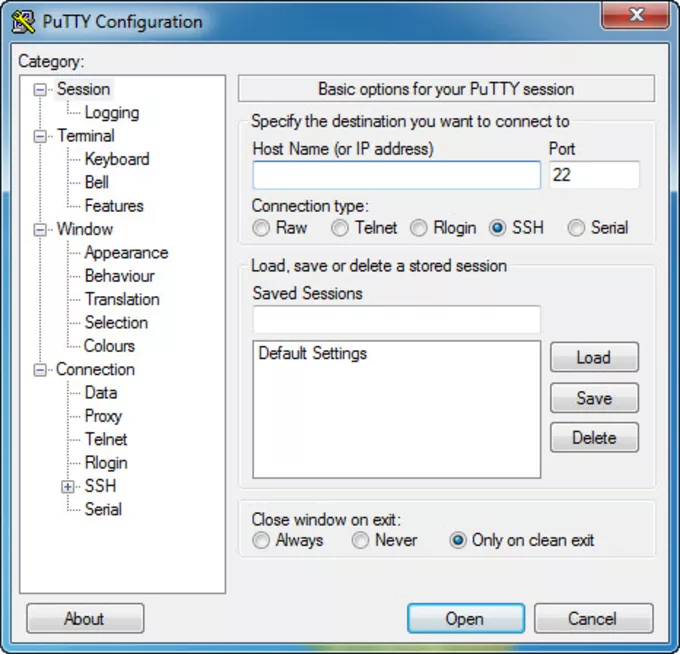 PuTTY Configuration
Category:
Session
Logging
Terminal
Keyboard
Bell
Features
Window
Appearance
Behaviour
Translation
Selection
Colours
Connection
Data
Proxy
Telnet
Rlogin
SSH
Serial
Basic options for your PuTTY session
Specify the destination you want to connect to
Host Name (or IP address) Port
22
Connection type:
Raw Telnet Rlogin SSH Serial
Load, save or delete a stored session
Saved Sessions
Default Settings
Load
Save
Delete
Close window on exit:
Always Never Only on clean exit
About Open Cancel